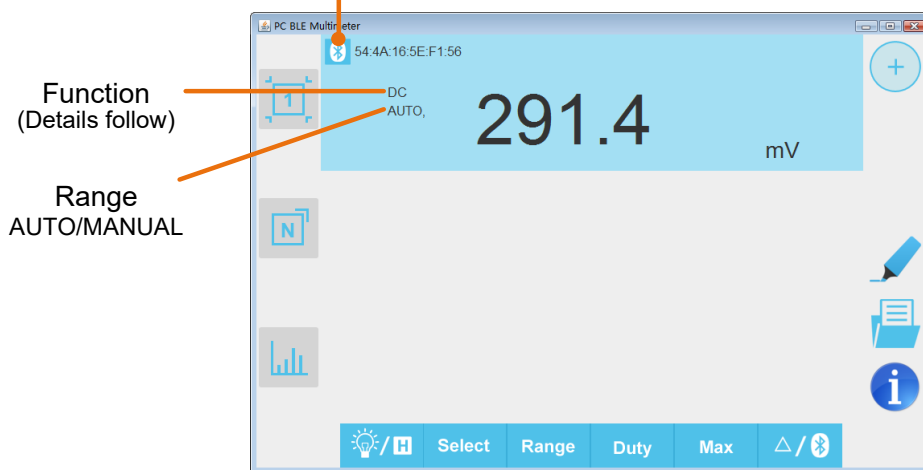 PC BLE Multimeter
54:4A:16:5E:F1:56
Function
(Details follow)
DC
AUTO,
291.4
mV
1
Range
AUTO/MANUAL
N
/H
Select
Range
Duty
Max
△/